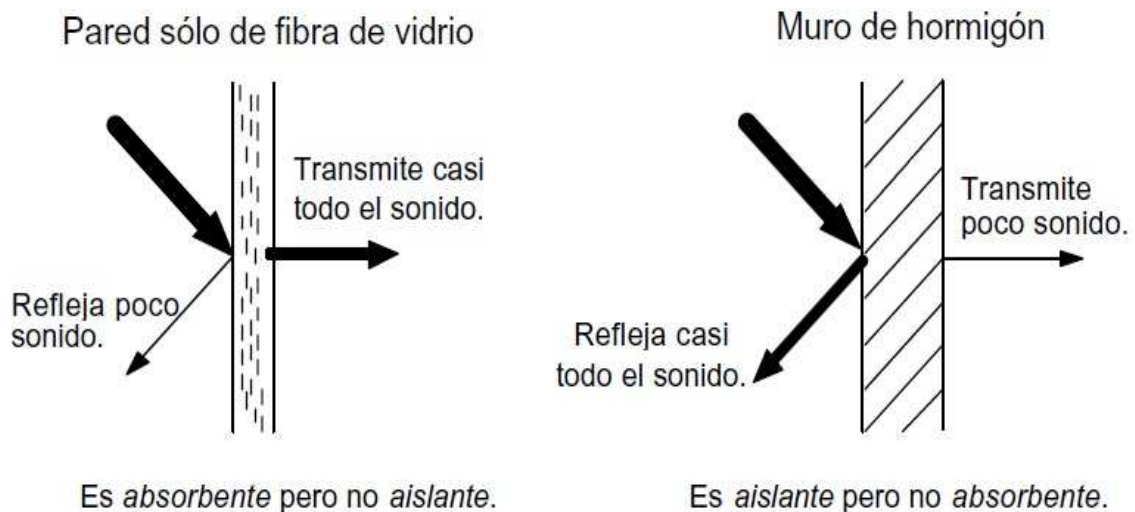 Pared sólo de fibra de vidrio
Transmite casi
todo el sonido.
Refleja poco
sonido.
Es absorbente pero no aislante.
Muro de hormigón
Transmite
poco sonido.
Refleja casi
todo el sonido.
Es aislante pero no absorbente.